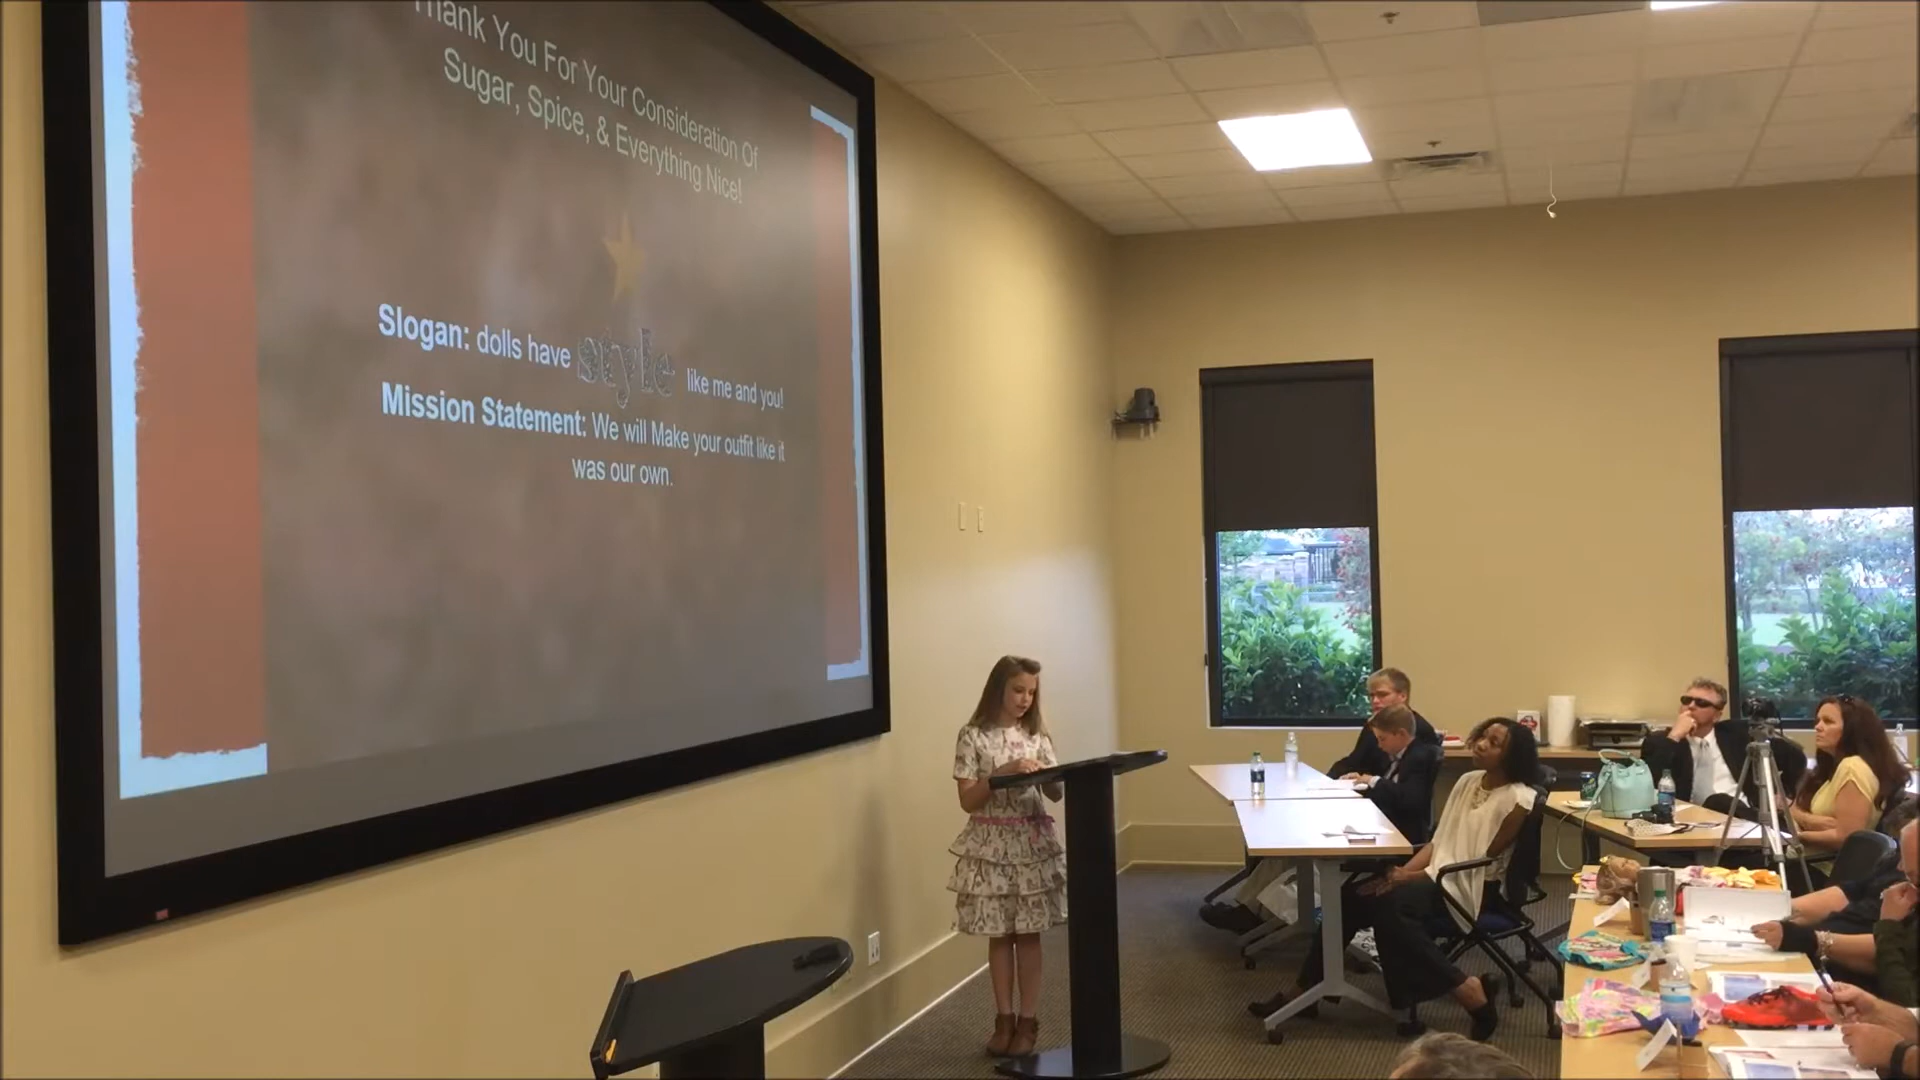 Thank You For Your Consideration Of
Sugar, Spice, & Everything Nice!
Slogan: dolls have style like me and you!
Mission Statement: We will Make your outfit like it
was our own.